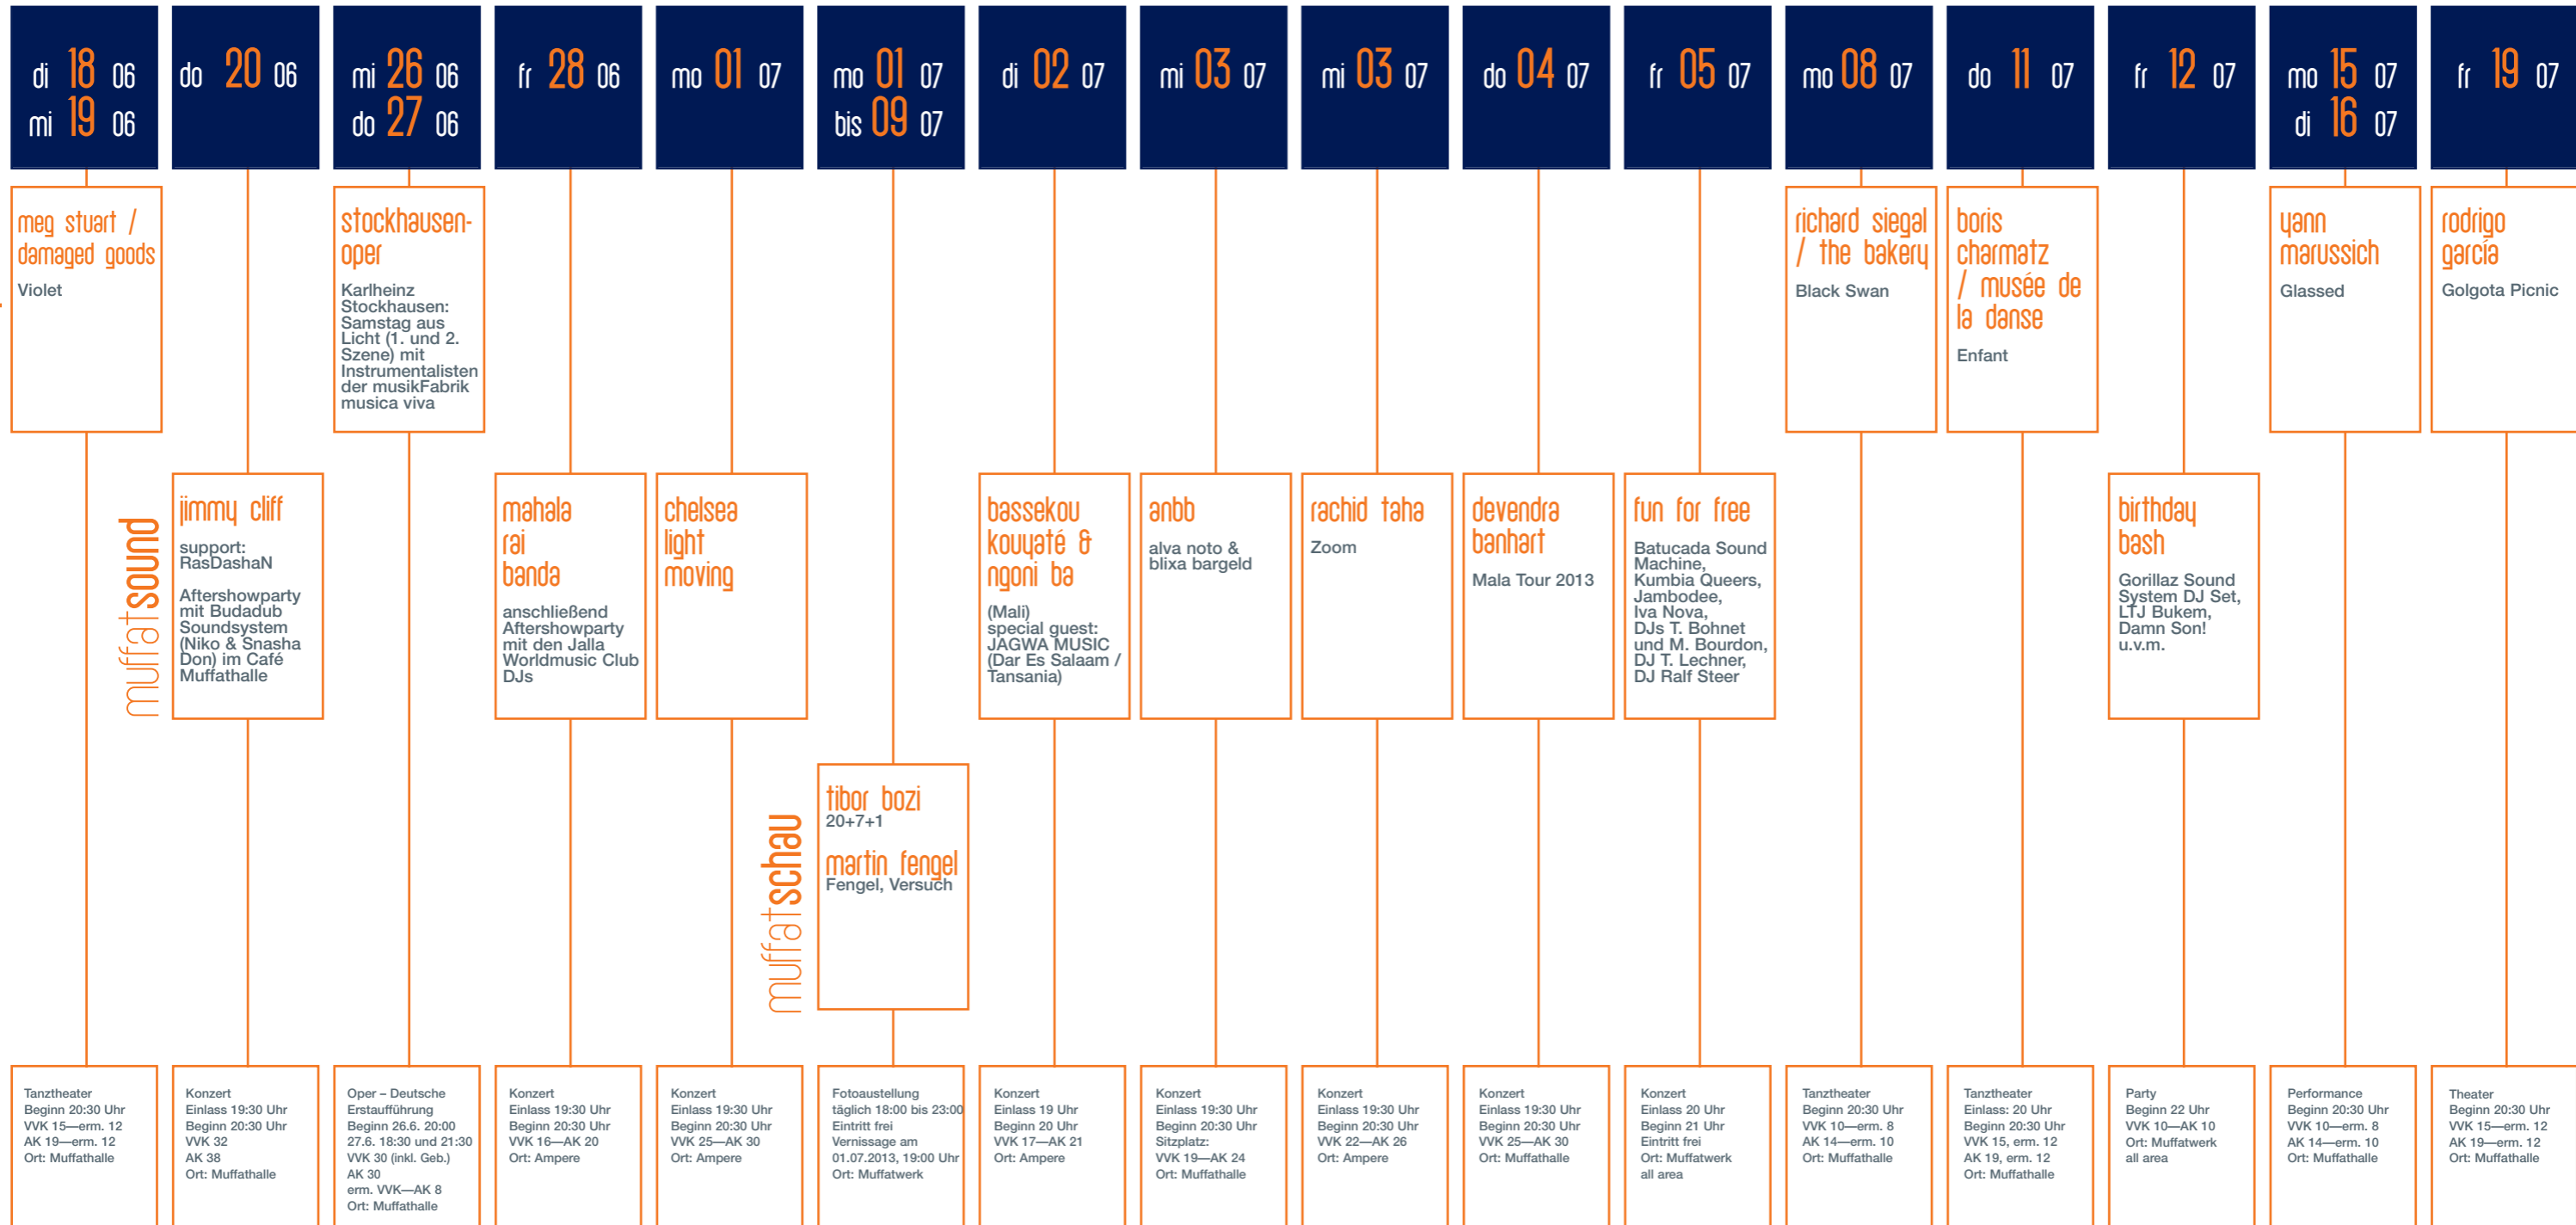 di 18 06
mi 19 06
meg stuart /
damaged goods
Violet
Tanztheater
Beginn 20:30 Uhr
VVK 15—erm. 12
AK 19—erm. 12
Ort: Muffathalle
muffatsound
do 20 06
jimmy cliff
support:
RasDashaN
Aftershowparty
mit Budadub
Soundsystem
(Niko & Snasha
Don) im Café
Muffathalle
Konzert
Einlass 19:30 Uhr
Beginn 20:30 Uhr
VVK 32
AK 38
Ort: Muffathalle
mi 26 06
do 27 06
stockhausen-
oper
Karlheinz
Stockhausen:
Samstag aus
Licht (1. und 2.
Szene) mit
Instrumentalisten
der musikFabrik
musica viva
Oper – Deutsche
Erstaufführung
Beginn 26.6. 20:00
27.6. 18:30 und 21:30
VVK 30 (inkl. Geb.)
AK 30
erm. VVK—AK 8
Ort: Muffathalle
fr 28 06
mahala
rai
banda
anschließend
Aftershowparty
mit den Jalla
Worldmusic Club
DJs
Konzert
Einlass 19:30 Uhr
Beginn 20:30 Uhr
VVK 16—AK 20
Ort: Ampere
mo 01 07
chelsea
light
moving
Konzert
Einlass 19:30 Uhr
Beginn 20:30 Uhr
VVK 25—AK 30
Ort: Ampere
muffatschau
mo 01 07
bis 09 07
tibor bozi
20+7+1
martin fengel
Fengel, Versuch
Fotoaustellung
täglich 18:00 bis 23:00
Eintritt frei
Vernissage am
01.07.2013, 19:00 Uhr
Ort: Muffatwerk
di 02 07
bassekou
kouyaté &
ngoni ba
(Mali)
special guest:
JAGWA MUSIC
(Dar Es Salaam /
Tansania)
Konzert
Einlass 19 Uhr
Beginn 20 Uhr
VVK 17—AK 21
Ort: Ampere
mi 03 07
anbb
alva noto &
blixa bargeld
Konzert
Einlass 19:30 Uhr
Beginn 20:30 Uhr
Sitzplatz:
VVK 19—AK 24
Ort: Muffathalle
mi 03 07
rachid taha
Zoom
Konzert
Einlass 19:30 Uhr
Beginn 20:30 Uhr
VVK 22—AK 26
Ort: Ampere
do 04 07
devendra
banhart
Mala Tour 2013
Konzert
Einlass 19:30 Uhr
Beginn 20:30 Uhr
VVK 25—AK 30
Ort: Muffathalle
fr 05 07
fun for free
Batucada Sound
Machine,
Kumbia Queers,
Jambodee,
Iva Nova,
DJs T. Bohnet
und M. Bourdon,
DJ T. Lechner,
DJ Ralf Steer
Konzert
Einlass 20 Uhr
Beginn 21 Uhr
Eintritt frei
Ort: Muffatwerk
all area
mo 08 07
richard siegal
/ the bakery
Black Swan
Tanztheater
Beginn 20:30 Uhr
VVK 10—erm. 8
AK 14—erm. 10
Ort: Muffathalle
do 11 07
boris
charmatz
/ musée de
la danse
Enfant
Tanztheater
Einlass: 20 Uhr
Beginn 20:30 Uhr
VVK 15, erm. 12
AK 19, erm. 12
Ort: Muffathalle
fr 12 07
birthday
bash
Gorillaz Sound
System DJ Set,
LTJ Bukem,
Damn Son!
u.v.m.
Party
Beginn 22 Uhr
VVK 10—AK 10
Ort: Muffatwerk
all area
mo 15 07
di 16 07
yann
marussich
Glassed
Performance
Beginn 20:30 Uhr
VVK 10—erm. 8
AK 14—erm. 10
Ort: Muffathalle
fr 19 07
rodrigo
garcía
Golgota Picnic
Theater
Beginn 20:30 Uhr
VVK 15—erm. 12
AK 19—erm. 12
Ort: Muffathalle